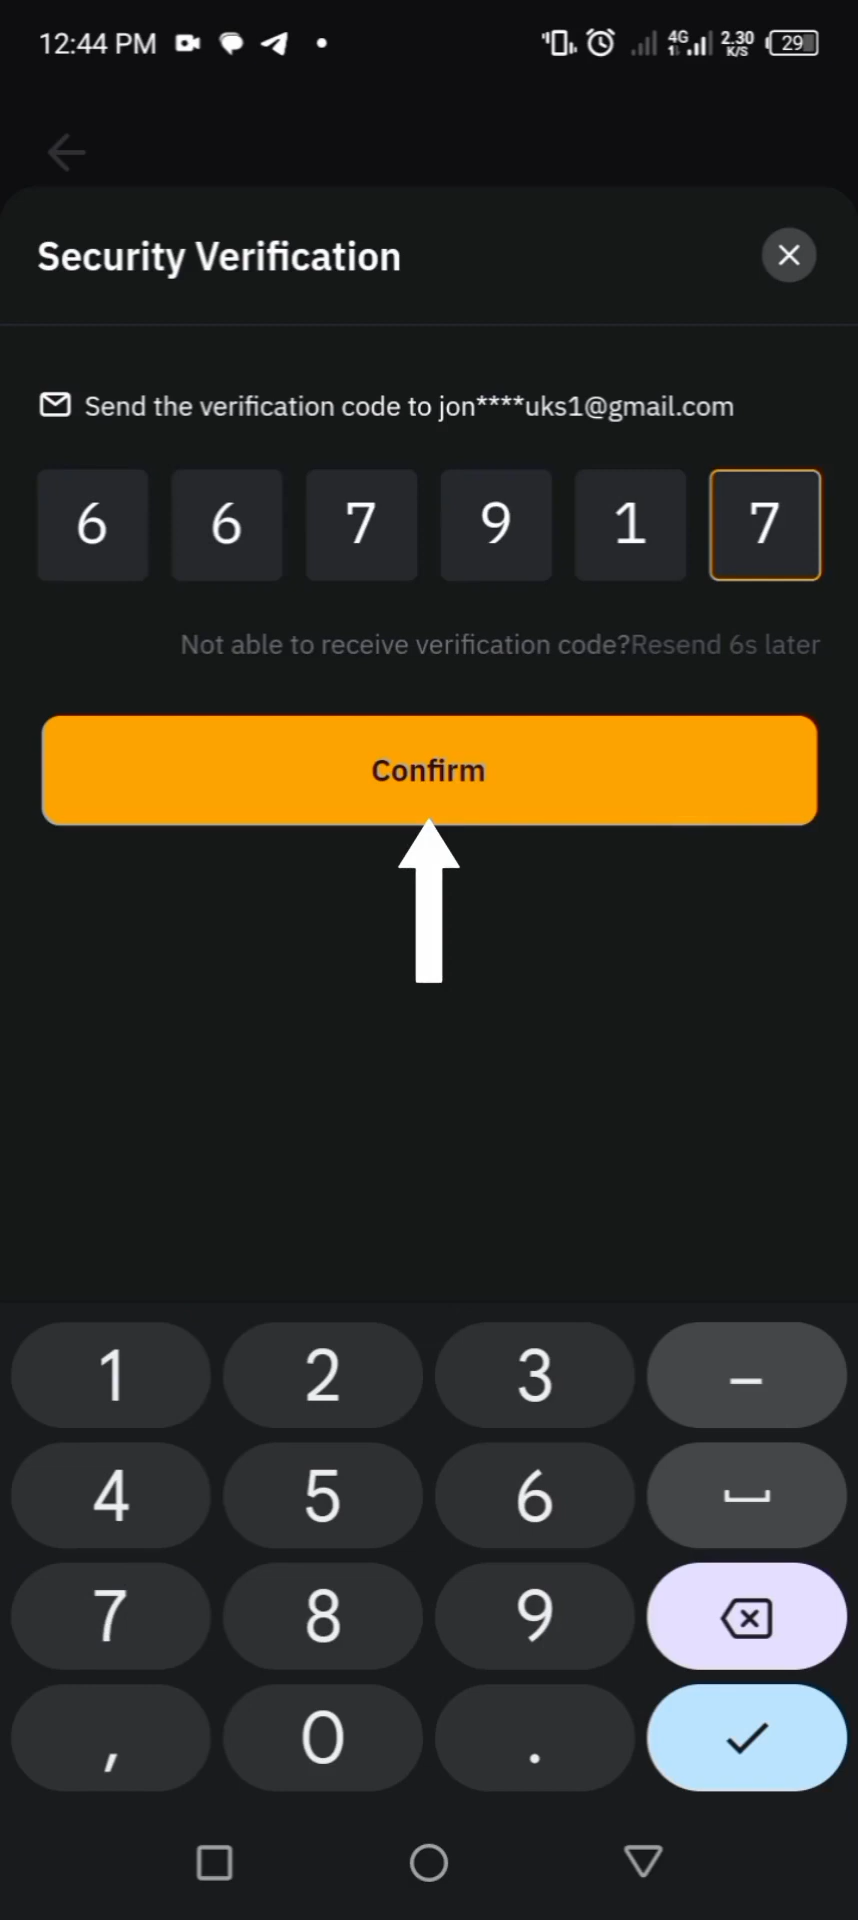 12:44 PM 4G 2.30 K/S 29
Security Verification
Send the verification code to jon****uks1@gmail.com
6 6 7 9 1 7
Not able to receive verification code?Resend 6s later
Confirm
1 2 3 –
4 5 6
7 8 9
, 0 .